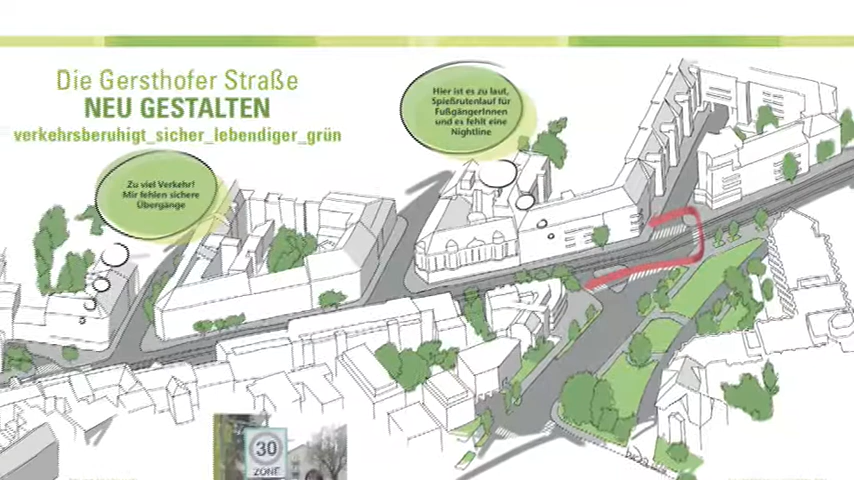 Die Gersthofer Straße
NEU GESTALTEN
verkehrsberuhigt_sicher_lebendiger_grün
Hier ist es zu lauf,
Spießrutenlauf für
FußgängerInnen
und es fehlt eine
Nightline
Zu viel Verkehr!
Mir fehlen sichere
Übergänge
30
ZONE